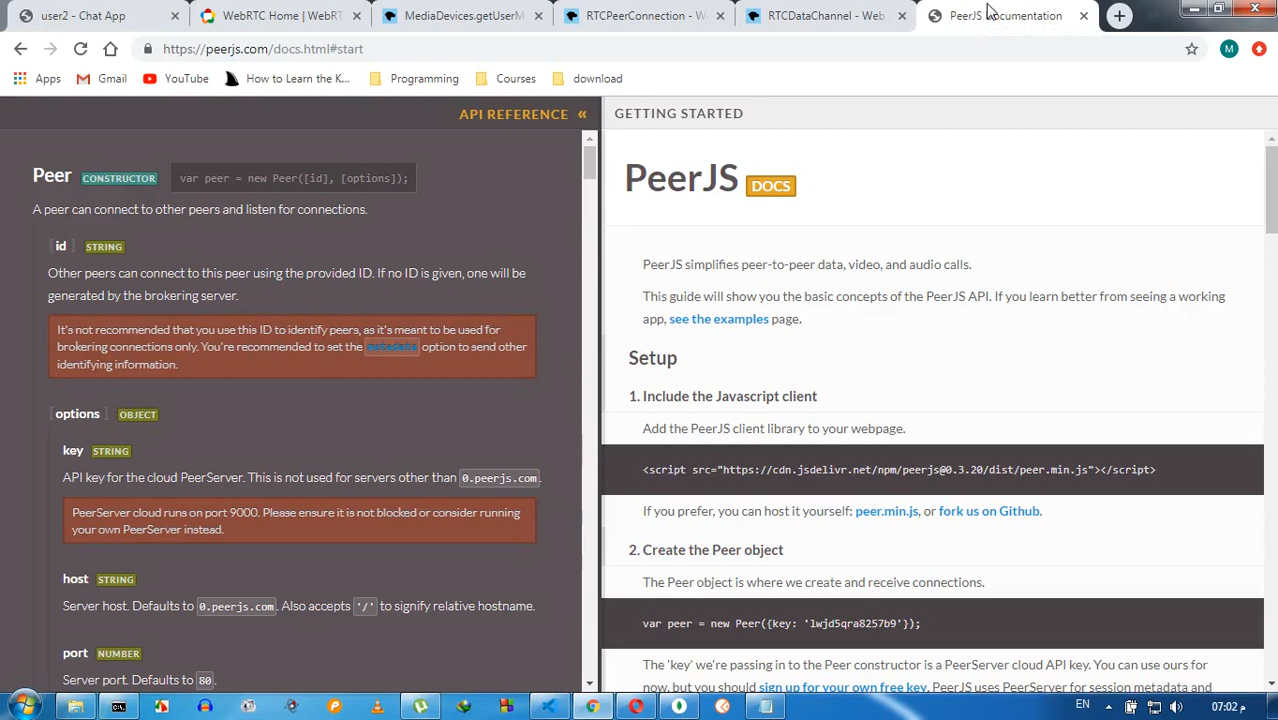 user2 - Chat App
WebRTC Home | WebRT
MediaDevices.getUserM
RTCPeerConnection - W
RTCDataChannel - Web
PeerJS Documentation
https://peerjs.com/docs.html#start
M
Apps
Gmail
YouTube
How to Learn the K...
Programming
Courses
download
API REFERENCE «
GETTING STARTED
Peer CONSTRUCTOR var peer = new Peer([id], [options]);
A peer can connect to other peers and listen for connections.
[id] STRING
Other peers can connect to this peer using the provided ID. If no ID is given, one will be
generated by the brokering server.
It's not recommended that you use this ID to identify peers, as it's meant to be used for
brokering connections only. You're recommended to set the metadata option to send other
identifying information.
[options] OBJECT
key STRING
API key for the cloud PeerServer. This is not used for servers other than 0.peerjs.com.
PeerServer cloud runs on port 9000. Please ensure it is not blocked or consider running
your own PeerServer instead.
host STRING
Server host. Defaults to 0.peerjs.com. Also accepts '/' to signify relative hostname.
port NUMBER
Server port. Defaults to 80.
PeerJS DOCS
PeerJS simplifies peer-to-peer data, video, and audio calls.
This guide will show you the basic concepts of the PeerJS API. If you learn better from seeing a working
app, see the examples page.
Setup
1. Include the Javascript client
Add the PeerJS client library to your webpage.
<script src="https://cdn.jsdelivr.net/npm/peerjs@0.3.20/dist/peer.min.js"></script>
If you prefer, you can host it yourself: peer.min.js, or fork us on Github.
2. Create the Peer object
The Peer object is where we create and receive connections.
var peer = new Peer({key: 'lwjd5qra8257b9'});
The 'key' we're passing in to the Peer constructor is a PeerServer cloud API key. You can use ours for
now, but you should sign up for your own free key. PeerJS uses PeerServer for session metadata and
EN
07:02 م